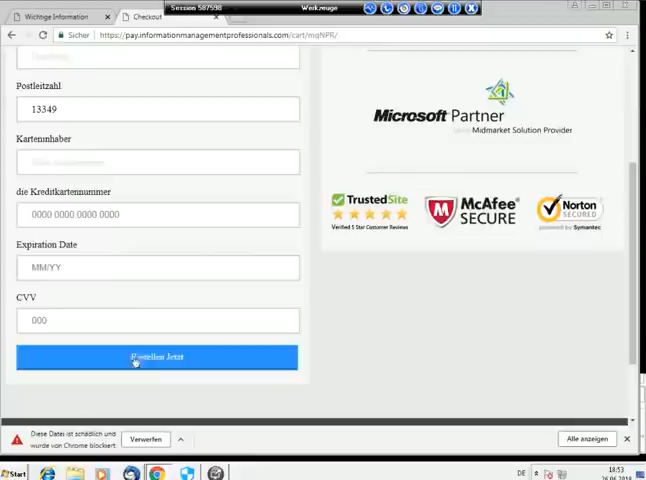 Session 587598
Werkzeuge
Wichtige Information
Checkout
Sicher
https://pay.informationmanagementprofessionals.com/cart/mqNPR/
Postleitzahl
13349
Karteninhaber
die Kreditkartennummer
0000 0000 0000 0000
Expiration Date
MM/YY
CVV
000
Bestellen Jetzt
Microsoft Partner
Midmarket Solution Provider
TrustedSite
Verified 5 Star Customer Reviews
McAfee
SECURE
Norton
SECURED
powered by Symantec
Diese Datei ist schädlich und
wurde von Chrome blockiert.
Verwerfen
Alle anzeigen
Start
DE
18:53
26.06.2018